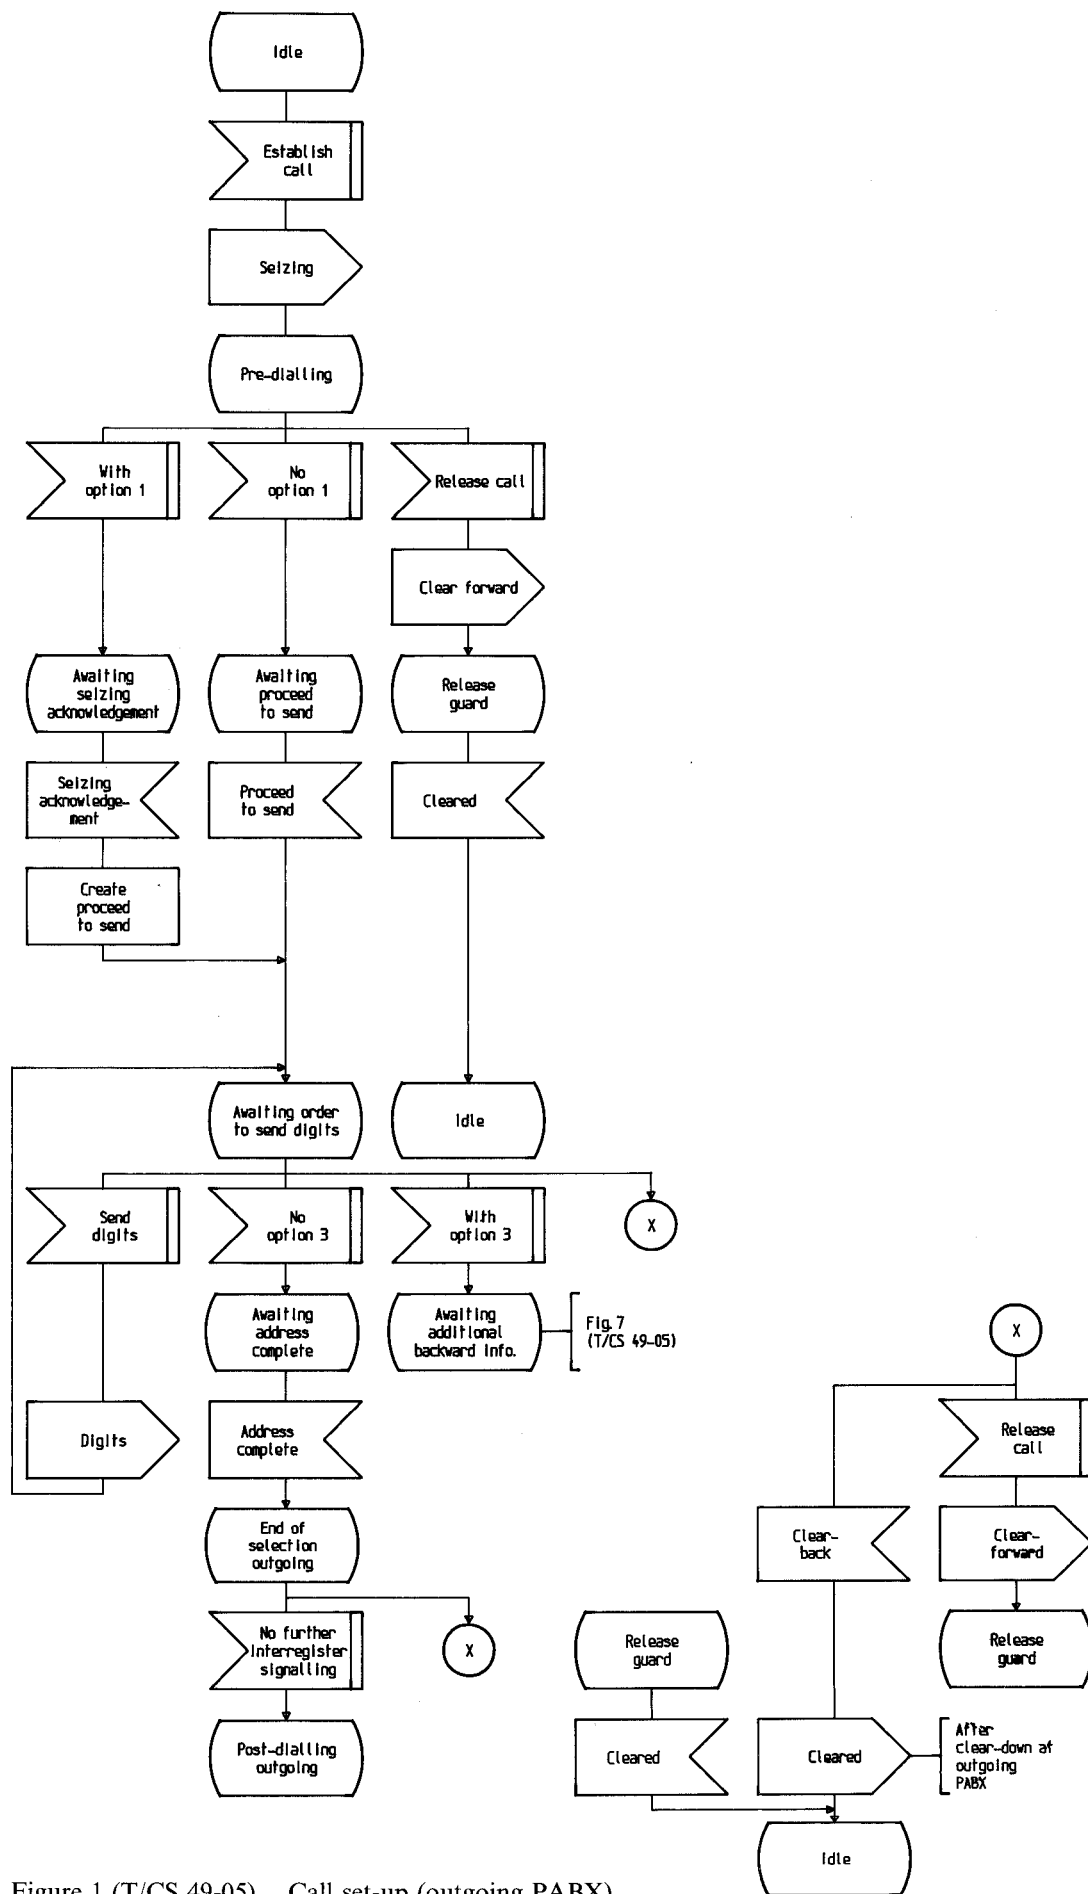 Idle
Establish
call
Seizing
Pre-dialling
With
option 1
No
option 1
Release call
Clear forward
Awaiting
seizing
acknowledgement
Awaiting
proceed
to send
Release
guard
Seizing
acknowledge-
ment
Proceed
to send
Cleared
Create
proceed
to send
Awaiting order
to send digits
Idle
Send
digits
No
option 3
With
option 3
X
Awaiting
address
complete
Awaiting
additional
backward info.
Fig. 7
(T/CS 49-05)
X
Digits
Address
complete
Release
call
End of
selection
outgoing
Clear-
back
Clear-
forward
No further
interregister
signalling
X
Release
guard
Release
guard
Post-dialling
outgoing
Cleared
Cleared
After
clear-down at
outgoing
PABX
Idle
Figure 1 (T/CS 49-05). Call set-up (outgoing PABX)